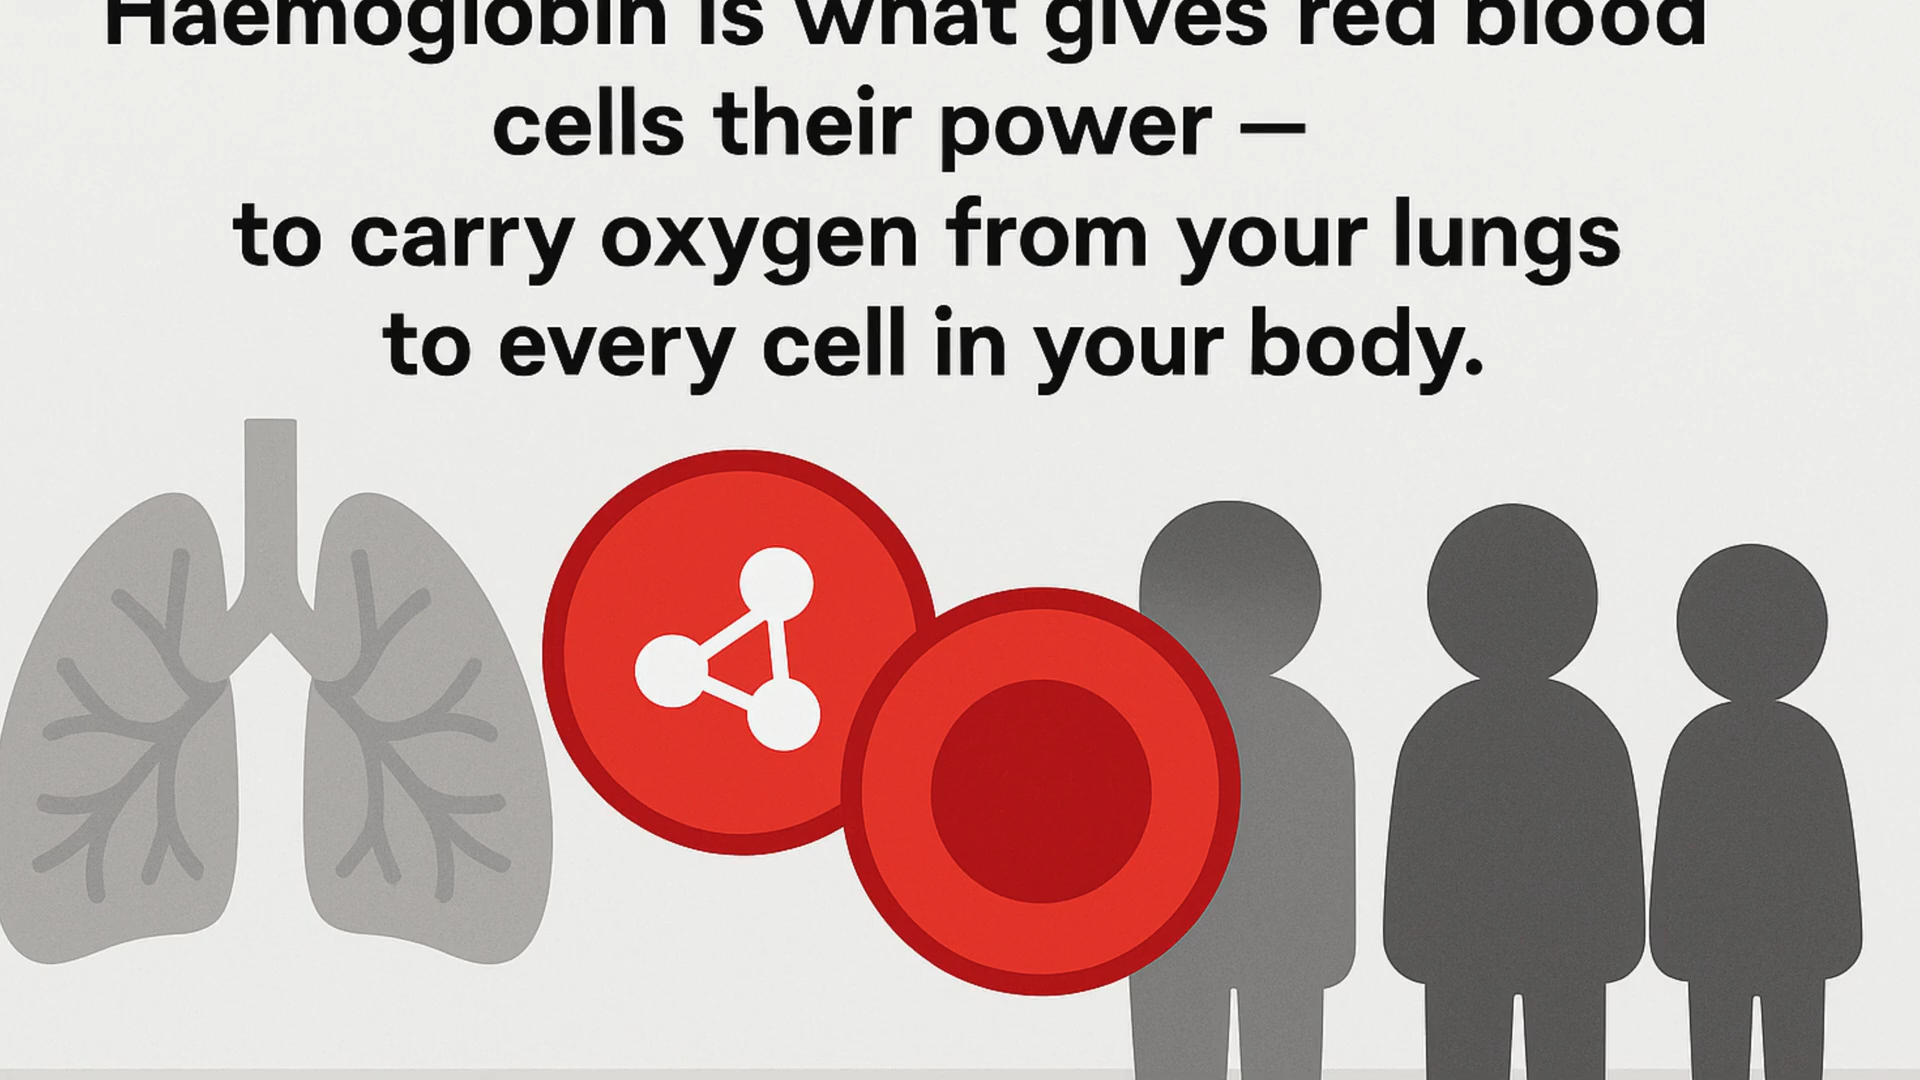 Haemoglobin is what gives red blood
cells their power —
to carry oxygen from your lungs
to every cell in your body.